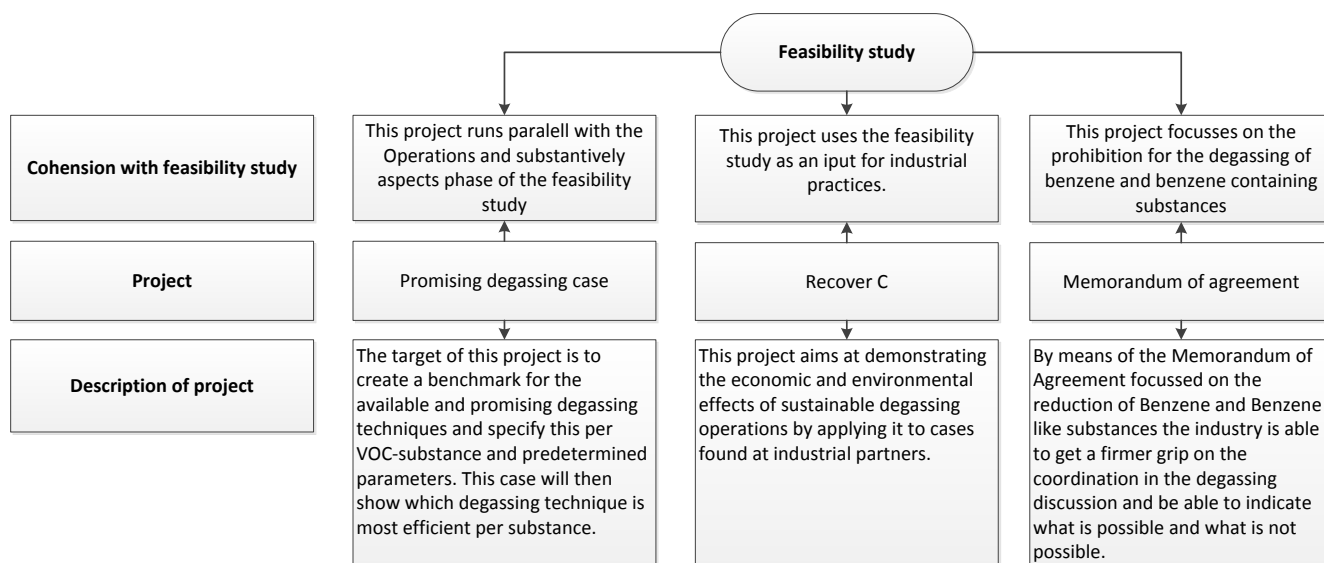 Feasibility study
Cohension with feasibility study
This project runs paralell with the
Operations and substantively
aspects phase of the feasibility
study
This project uses the feasibility
study as an iput for industrial
practices.
This project focusses on the
prohibition for the degassing of
benzene and benzene containing
substances
Project
Promising degassing case
Recover C
Memorandum of agreement
Description of project
The target of this project is to
create a benchmark for the
available and promising degassing
techniques and specify this per
VOC-substance and predetermined
parameters. This case will then
show which degassing technique is
most efficient per substance.
This project aims at demonstrating
the economic and environmental
effects of sustainable degassing
operations by applying it to cases
found at industrial partners.
By means of the Memorandum of
Agreement focussed on the
reduction of Benzene and Benzene
like substances the industry is able
to get a firmer grip on the
coordination in the degassing
discussion and be able to indicate
what is possible and what is not
possible.